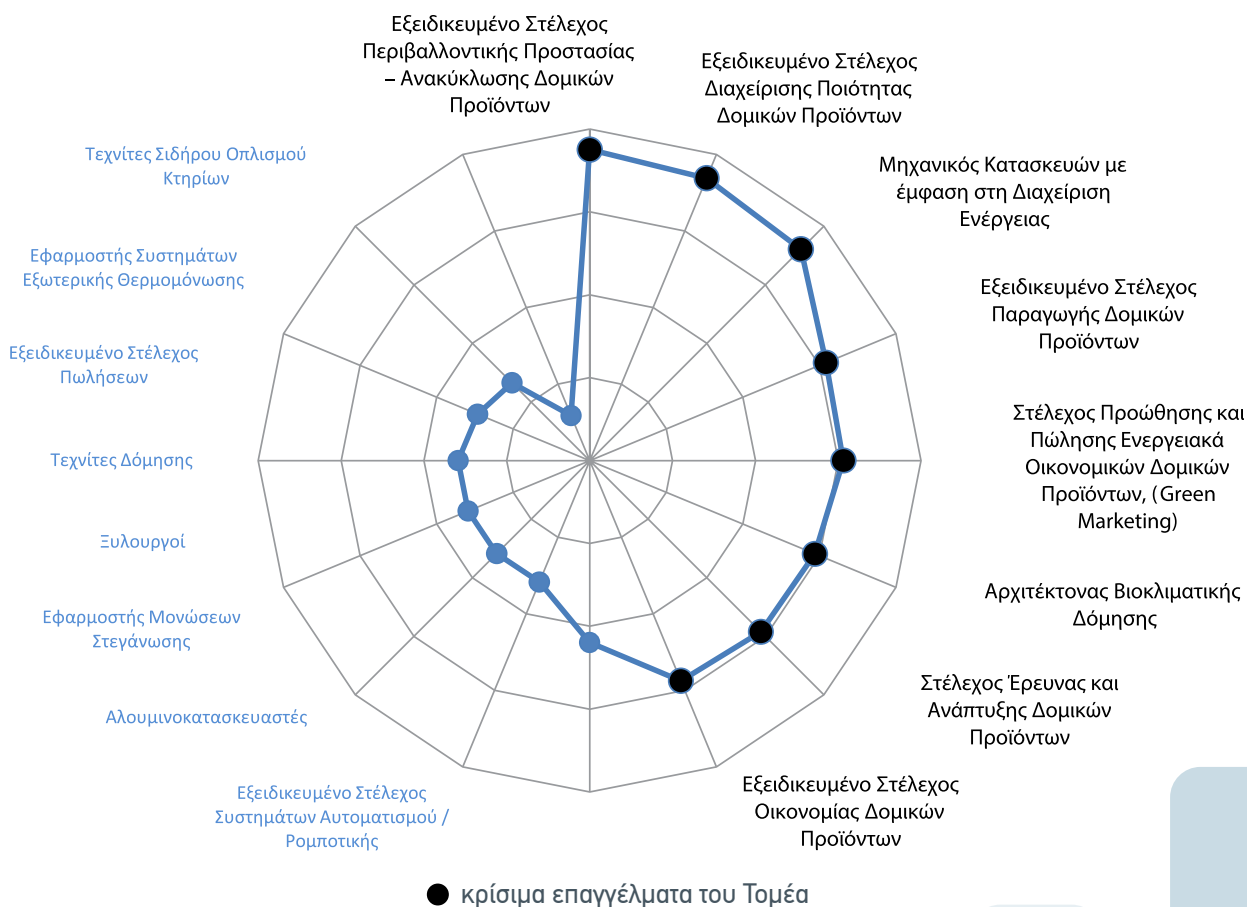 Εξειδικευμένο Στέλεχος
Περιβαλλοντικής Προστασίας
– Ανακύκλωσης Δομικών
Προϊόντων
Εξειδικευμένο Στέλεχος
Διαχείρισης Ποιότητας
Δομικών Προϊόντων
Μηχανικός Κατασκευών με
έμφαση στη Διαχείριση
Ενέργειας
Εξειδικευμένο Στέλεχος
Παραγωγής Δομικών
Προϊόντων
Στέλεχος Προώθησης και
Πώλησης Ενεργειακά
Οικονομικών Δομικών
Προϊόντων, (Green
Marketing)
Αρχιτέκτονας Βιοκλιματικής
Δόμησης
Στέλεχος Έρευνας και
Ανάπτυξης Δομικών
Προϊόντων
Εξειδικευμένο Στέλεχος
Οικονομίας Δομικών
Προϊόντων
Εξειδικευμένο Στέλεχος
Συστημάτων Αυτοματισμού /
Ρομποτικής
Αλουμινοκατασκευαστές
Εφαρμοστής Μονώσεων
Στεγάνωσης
Ξυλουργοί
Τεχνίτες Δόμησης
Εξειδικευμένο Στέλεχος
Πωλήσεων
Εφαρμοστής Συστημάτων
Εξωτερικής Θερμομόνωσης
Τεχνίτες Σιδήρου Οπλισμού
Κτηρίων
κρίσιμα επαγγέλματα του Τομέα